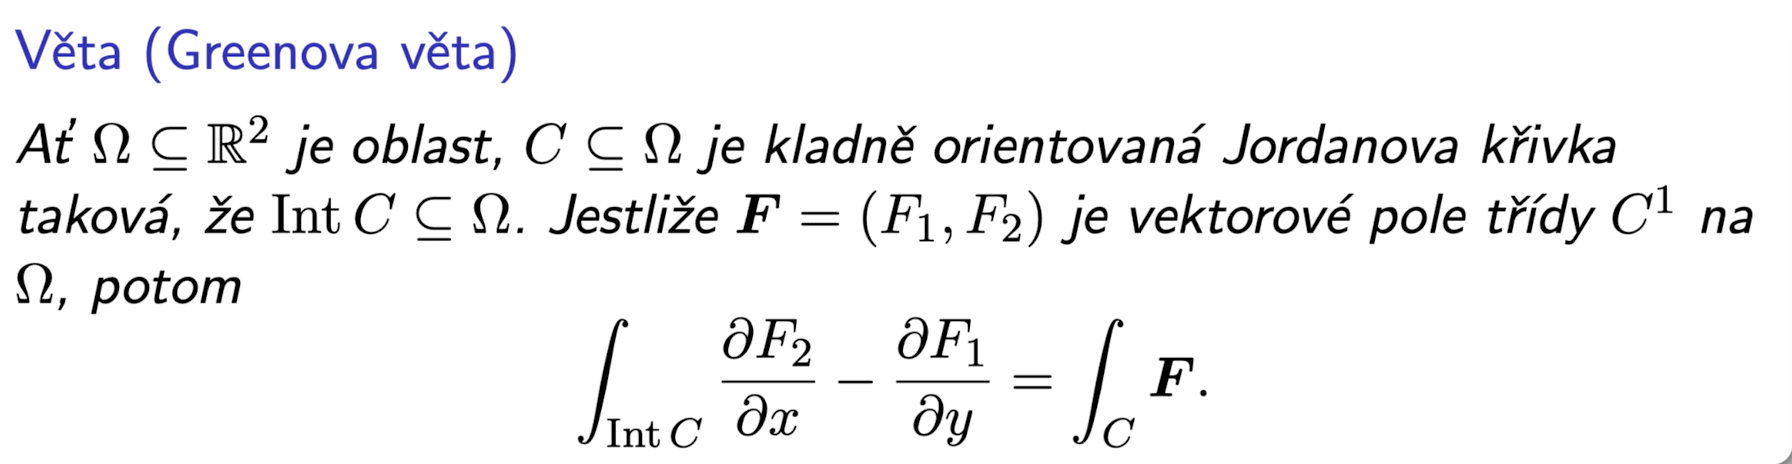 Věta (Greenova věta)
Ať Ω ⊆ ℝ² je oblast, C ⊆ Ω je kladně orientovaná Jordanova křivka
taková, že Int C ⊆ Ω. Jestliže F = (F₁, F₂) je vektorové pole třídy C¹ na
Ω, potom
∫_{Int C} ∂F₂/∂x − ∂F₁/∂y = ∫_C F.